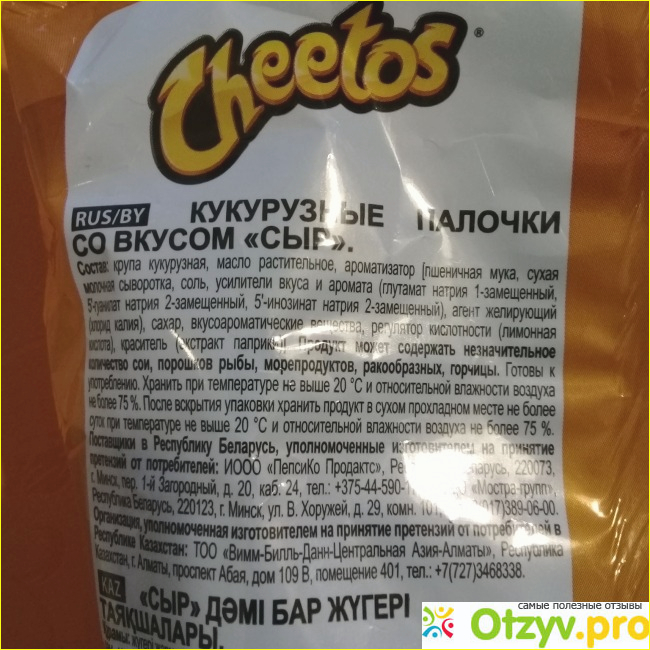 Cheetos
RUS/BY КУКУРУЗНЫЕ ПАЛОЧКИ
СО ВКУСОМ «СЫР».
Состав: крупа кукурузная, масло растительное, ароматизатор [пшеничная мука, сухая
молочная сыворотка, соль, усилители вкуса и аромата (глутамат натрия 1-замещенный,
5'-гуанилат натрия 2-замещенный, 5'-инозинат натрия 2-замещенный), агент желирующий
(хлорид калия), сахар, вкусоароматические вещества, регулятор кислотности (лимонная
кислота), краситель (экстракт паприки)]. Продукт может содержать незначительное
количество сои, порошков рыбы, морепродуктов, ракообразных, горчицы. Готовы к
употреблению. Хранить при температуре на выше 20 °С и относительной влажности воздуха
не более 75 %. После вскрытия упаковки хранить продукт в сухом прохладном месте не более
суток при температуре не выше 20 °С и относительной влажности воздуха не более 75 %.
Поставщики в Республику Беларусь, уполномоченные изготовителем на принятие
претензий от потребителей: ИООО «ПепсиКо Продактс», Беларусь, 220073,
г. Минск, пер. 1-й Загородный, д. 20, каб. 24, тел.: +375-44-590- «Мостра-групп»,
Республика Беларусь, 220123, г. Минск, ул. В. Хоружей, д. 29, комн. 389-06-00.
Организация, уполномоченная изготовителем на принятие претензий от потребителей в
Республике Казахстан: ТОО «Вимм-Билль-Данн-Центральная Азия-Алматы», Республика
Казахстан, г. Алматы, проспект Абая, дом 109 В, помещение 401, тел.: +7(727)3468338.
KAZ «СЫР» ДӘМІ БАР ЖҮГЕРІ
ТАЯҚШАЛАРЫ.
самые полезные отзывы
Otzyv.pro